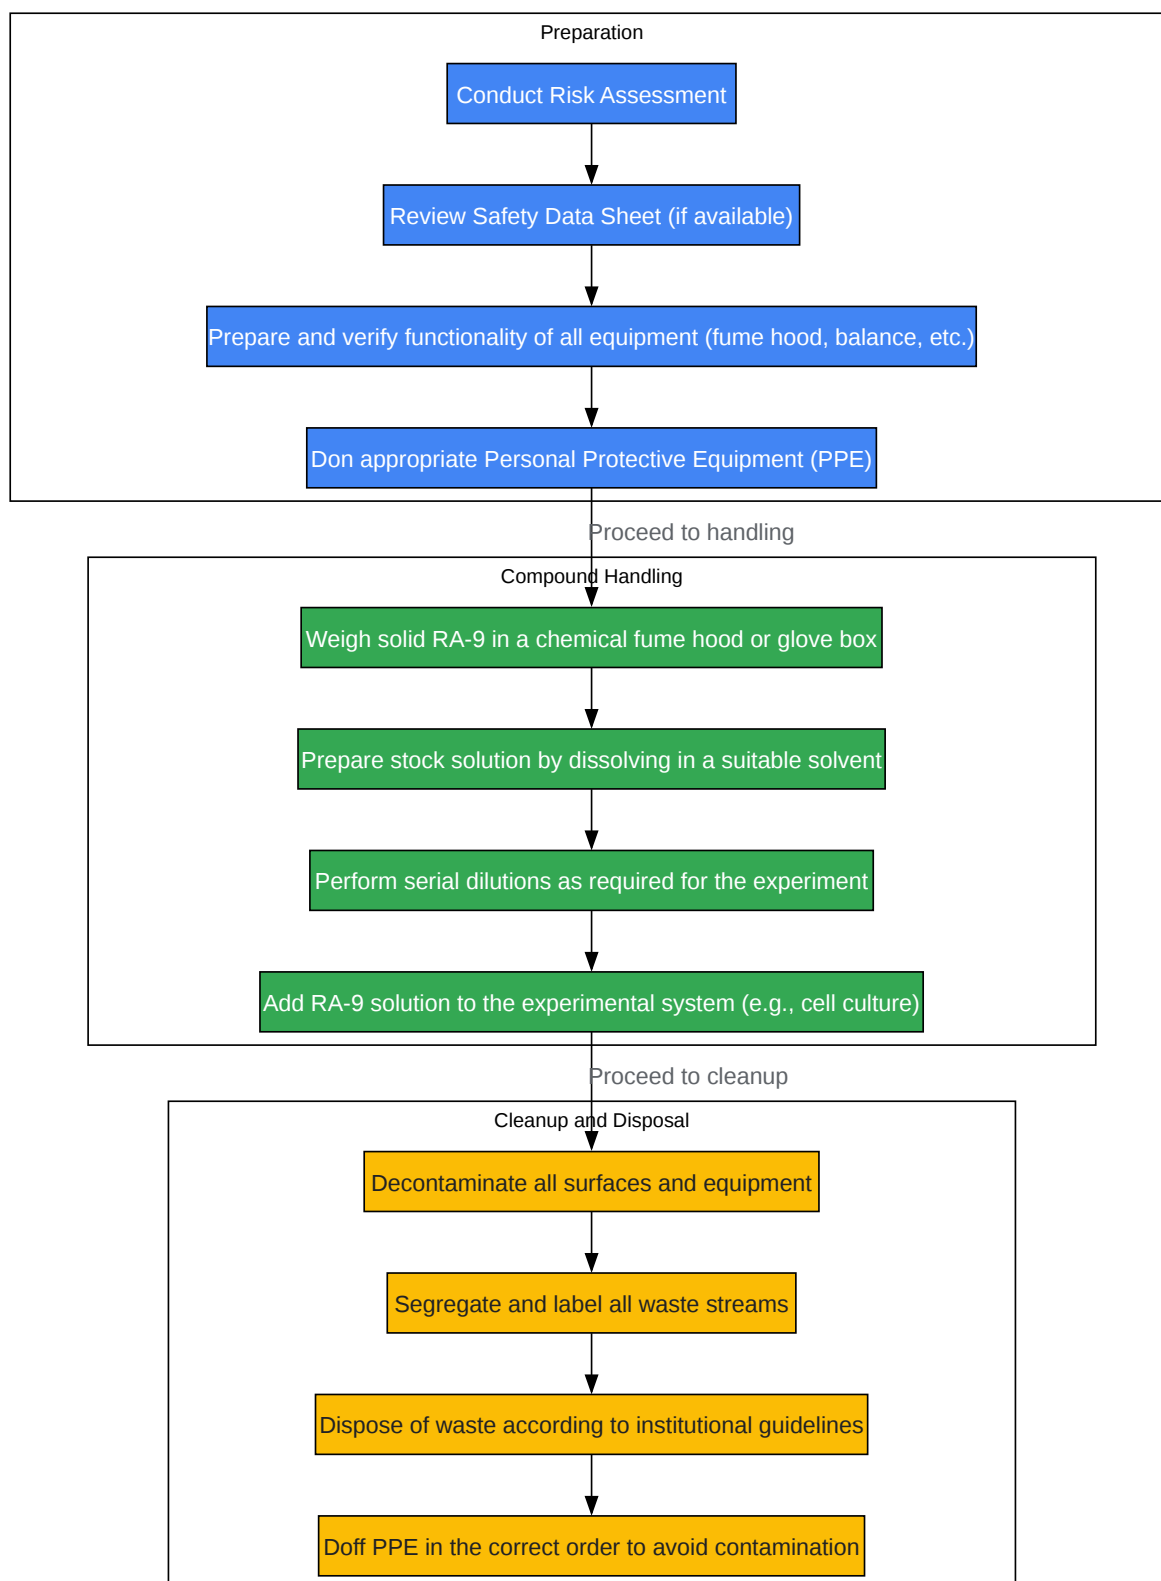 Preparation
Conduct Risk Assessment
Review Safety Data Sheet (if available)
Prepare and verify functionality of all equipment (fume hood, balance, etc.)
Don appropriate Personal Protective Equipment (PPE)
Proceed to handling
Compound Handling
Weigh solid RA-9 in a chemical fume hood or glove box
Prepare stock solution by dissolving in a suitable solvent
Perform serial dilutions as required for the experiment
Add RA-9 solution to the experimental system (e.g., cell culture)
Proceed to cleanup
Cleanup and Disposal
Decontaminate all surfaces and equipment
Segregate and label all waste streams
Dispose of waste according to institutional guidelines
Doff PPE in the correct order to avoid contamination